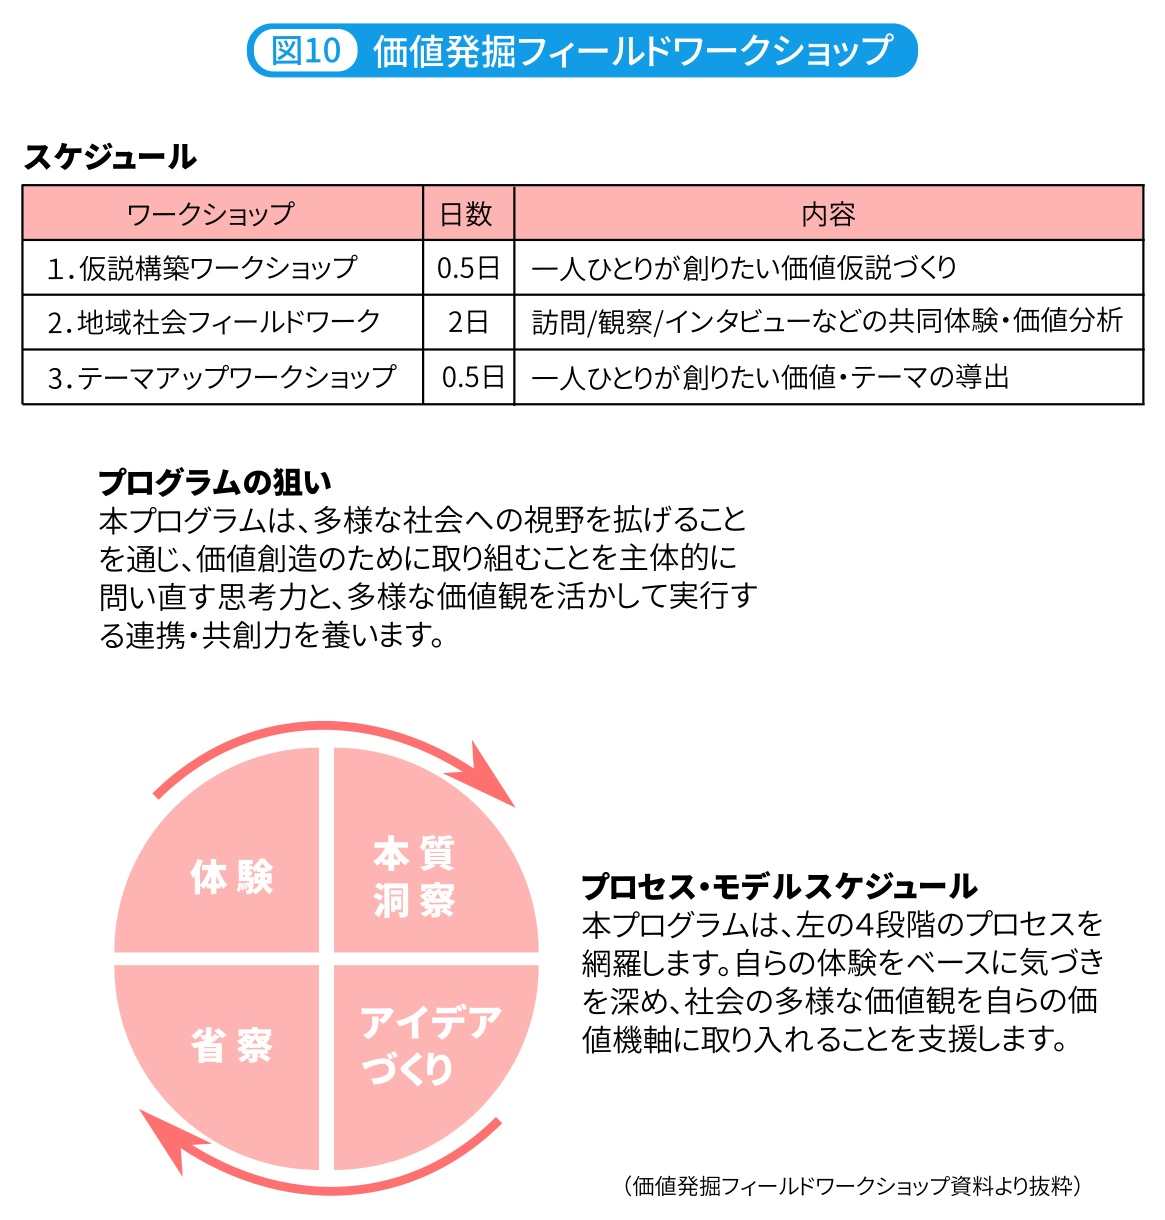 図10 価値発掘フィールドワークショップ
スケジュール
ワークショップ 日数 内容
1. 仮説構築ワークショップ 0.5日 一人ひとりが創りたい価値仮説づくり
2. 地域社会フィールドワーク 2日 訪問/観察/インタビューなどの共同体験・価値分析
3. テーマアップワークショップ 0.5日 一人ひとりが創りたい価値・テーマの導出
プログラムの狙い
本プログラムは、多様な社会への視野を拡げること
を通じ、価値創造のために取り組むことを主体的に
問い直す思考力と、多様な価値観を活かして実行す
る連携・共創力を養います。
体験
本質
洞察
省察
アイデア
づくり
プロセス・モデルスケジュール
本プログラムは、左の4段階のプロセスを
網羅します。自らの体験をベースに気づき
を深め、社会の多様な価値観を自らの価
値機軸に取り入れることを支援します。
（価値発掘フィールドワークショップ資料より抜粋）